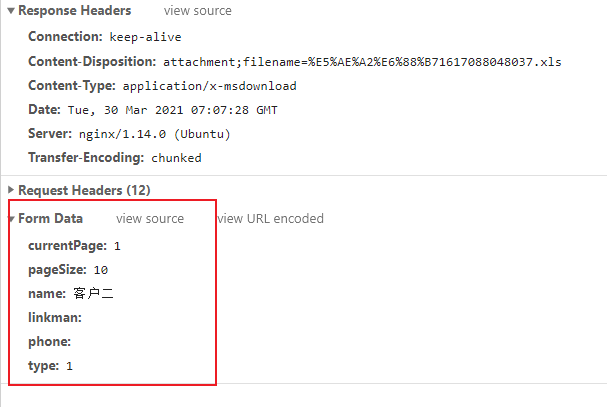 Response Headers view source
Connection: keep-alive
Content-Disposition: attachment;filename=%E5%AE%A2%E6%88%B71617088048037.xls
Content-Type: application/x-msdownload
Date: Tue, 30 Mar 2021 07:07:28 GMT
Server: nginx/1.14.0 (Ubuntu)
Transfer-Encoding: chunked
Request Headers (12)
Form Data view source view URL encoded
currentPage: 1
pageSize: 10
name: 客户二
linkman:
phone:
type: 1